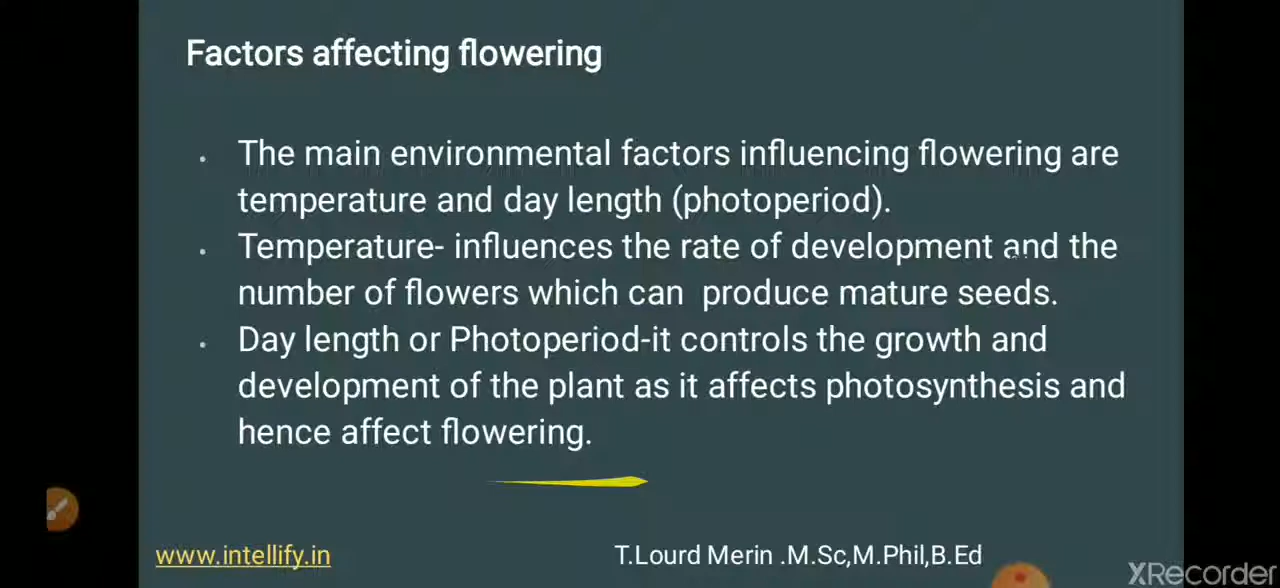 Factors affecting flowering
• The main environmental factors influencing flowering are
temperature and day length (photoperiod).
• Temperature- influences the rate of development and the
number of flowers which can produce mature seeds.
• Day length or Photoperiod-it controls the growth and
development of the plant as it affects photosynthesis and
hence affect flowering.
www.intellify.in
T.Lourd Merin .M.Sc,M.Phil,B.Ed
XRecorder